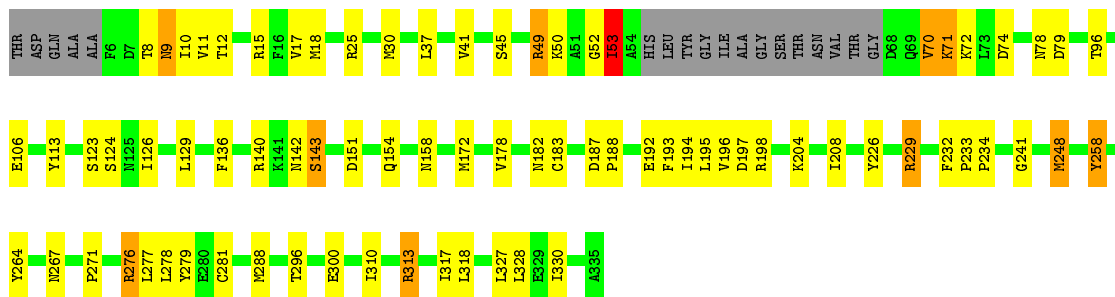 THR ASP GLN ALA ALA F6 D7 T8 N9 I10 V11 T12 R15 F16 V17 M18 R25 M30 L37 V41 S45 R49 K50 A51 G52 I53 A54 HIS LEU TYR GLY ILE ALA GLY SER THR ASN VAL THR GLY D68 Q69 V70 K71 K72 L73 D74 N78 D79 T96
E106 Y113 S123 S124 N125 I126 L129 F136 R140 K141 N142 S143 D151 Q154 N158 M172 V178 N182 C183 D187 P188 E192 F193 I194 L195 V196 D197 R198 K204 I208 Y226 R229 F232 P233 P234 G241 M248 Y258
Y264 N267 P271 R276 L277 L278 Y279 E280 C281 M288 T296 E300 I310 R313 I317 L318 L327 L328 E329 I330 A335